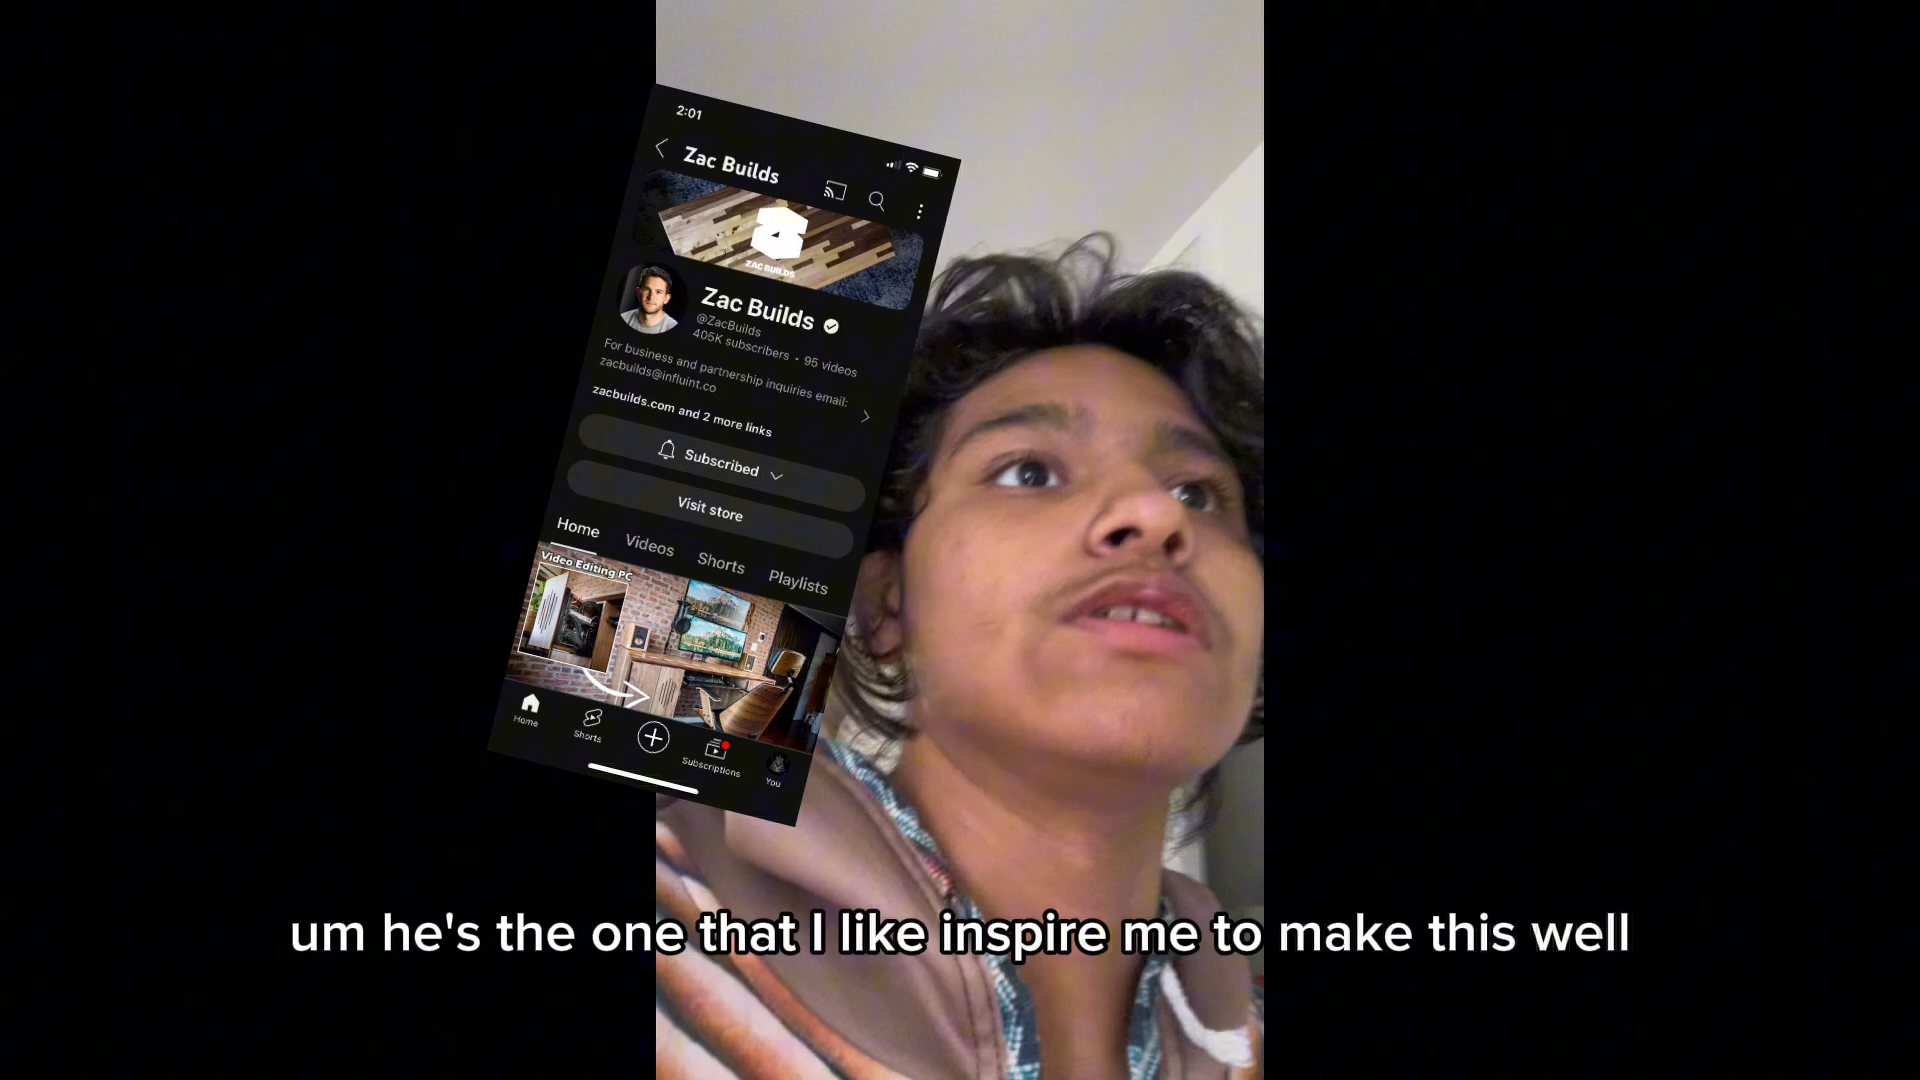 2:01
Zac Builds
ZAC BUILDS
Zac Builds
@ZacBuilds
405K subscribers • 95 videos
For business and partnership inquiries email:
zacbuilds@influint.co
zacbuilds.com and 2 more links
Subscribed
Visit store
Home Videos Shorts Playlists
Video Editing PC
Home Shorts Subscriptions You
um he's the one that I like inspire me to make this well